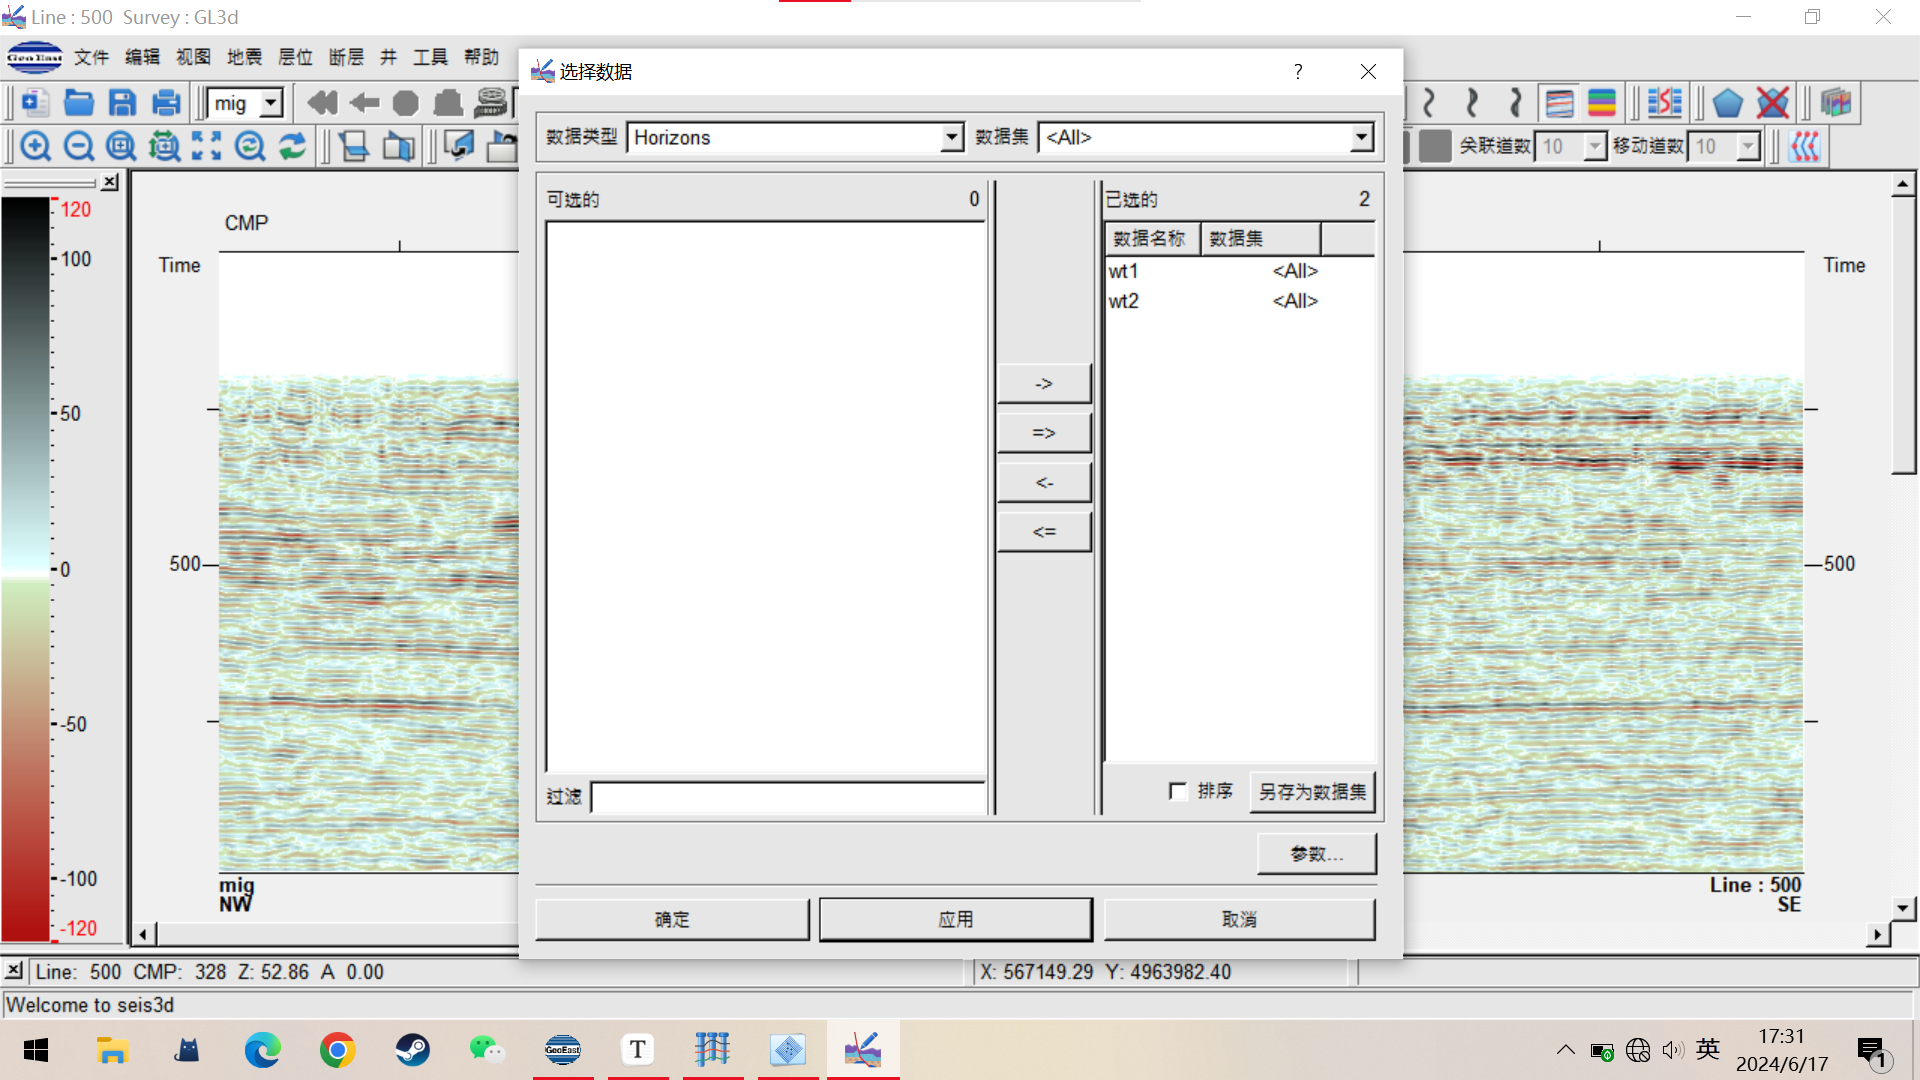 Line : 500  Survey : GL3d
GeoEast 文件 编辑 视图 地震 层位 断层 井 工具 帮助
mig
关联道数 10 移动道数 10
选择数据
?
数据类型 Horizons 数据集 <All>
可选的 0
已选的 2
数据名称 数据集
wt1 <All>
wt2 <All>
->
=>
<-
<=
过滤
排序 另存为数据集
参数...
确定 应用 取消
120
100
50
0
-50
-100
-120
CMP
Time
500
mig
NW
Time
500
Line : 500
SE
Line:  500  CMP:  328  Z: 52.86  A  0.00
X: 567149.29  Y: 4963982.40
Welcome to seis3d
GeoEast
T
英
17:31
2024/6/17
1